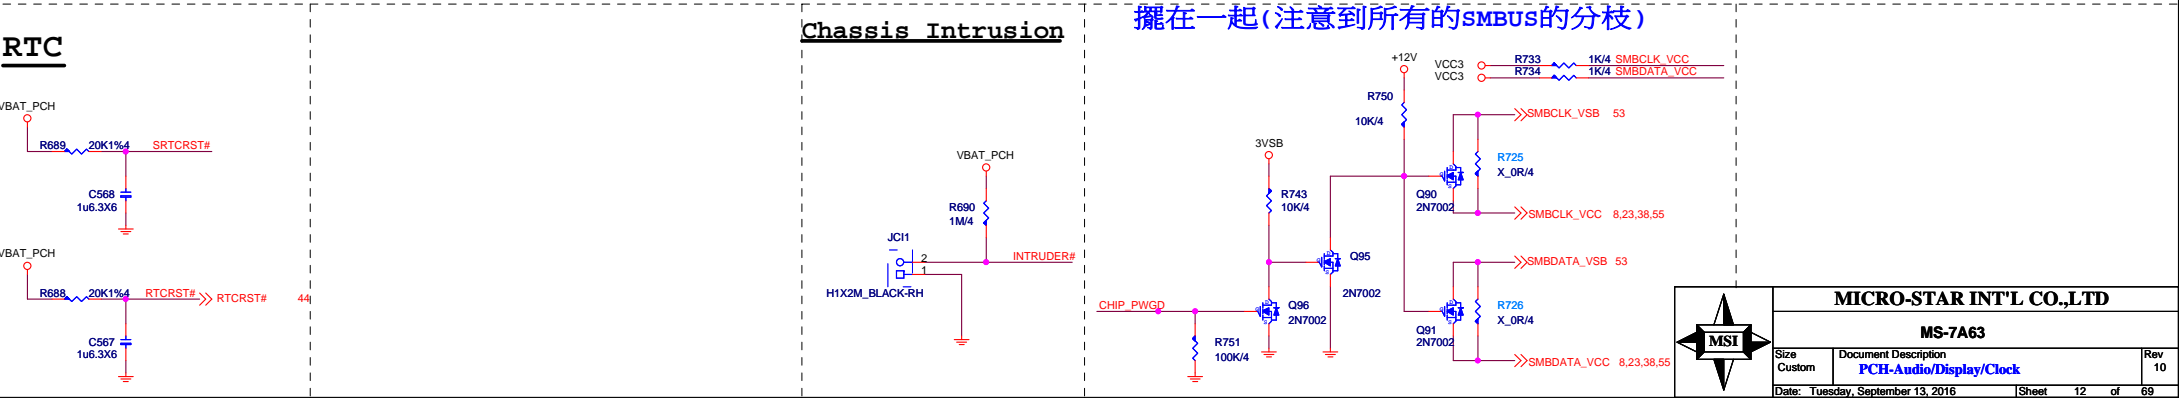 RTC
VBAT_PCH
R689 20K1%4 SRTCRST#
C568
1u6.3X6
VBAT_PCH
R688 20K1%4 RTCRST# RTCRST# 44
C567
1u6.3X6
Chassis Intrusion
VBAT_PCH
R690
1M/4
JCI1
2
1
INTRUDER#
H1X2M_BLACK-RH
擺在一起(注意到所有的SMBUS的分枝)
+12V
VCC3 R733 1K/4 SMBCLK_VCC
VCC3 R734 1K/4 SMBDATA_VCC
R750
10K/4
SMBCLK_VSB 53
3VSB
R725
X_0R/4
R743
10K/4
Q90
2N7002
SMBCLK_VCC 8,23,38,55
Q95
2N7002
SMBDATA_VSB 53
CHIP_PWGD
Q96
2N7002
R726
X_0R/4
Q91
2N7002
R751
100K/4
SMBDATA_VCC 8,23,38,55
MSI
MICRO-STAR INT'L CO.,LTD
MS-7A63
Size
Custom
Document Description
PCH-Audio/Display/Clock
Rev
10
Date: Tuesday, September 13, 2016 Sheet 12 of 69